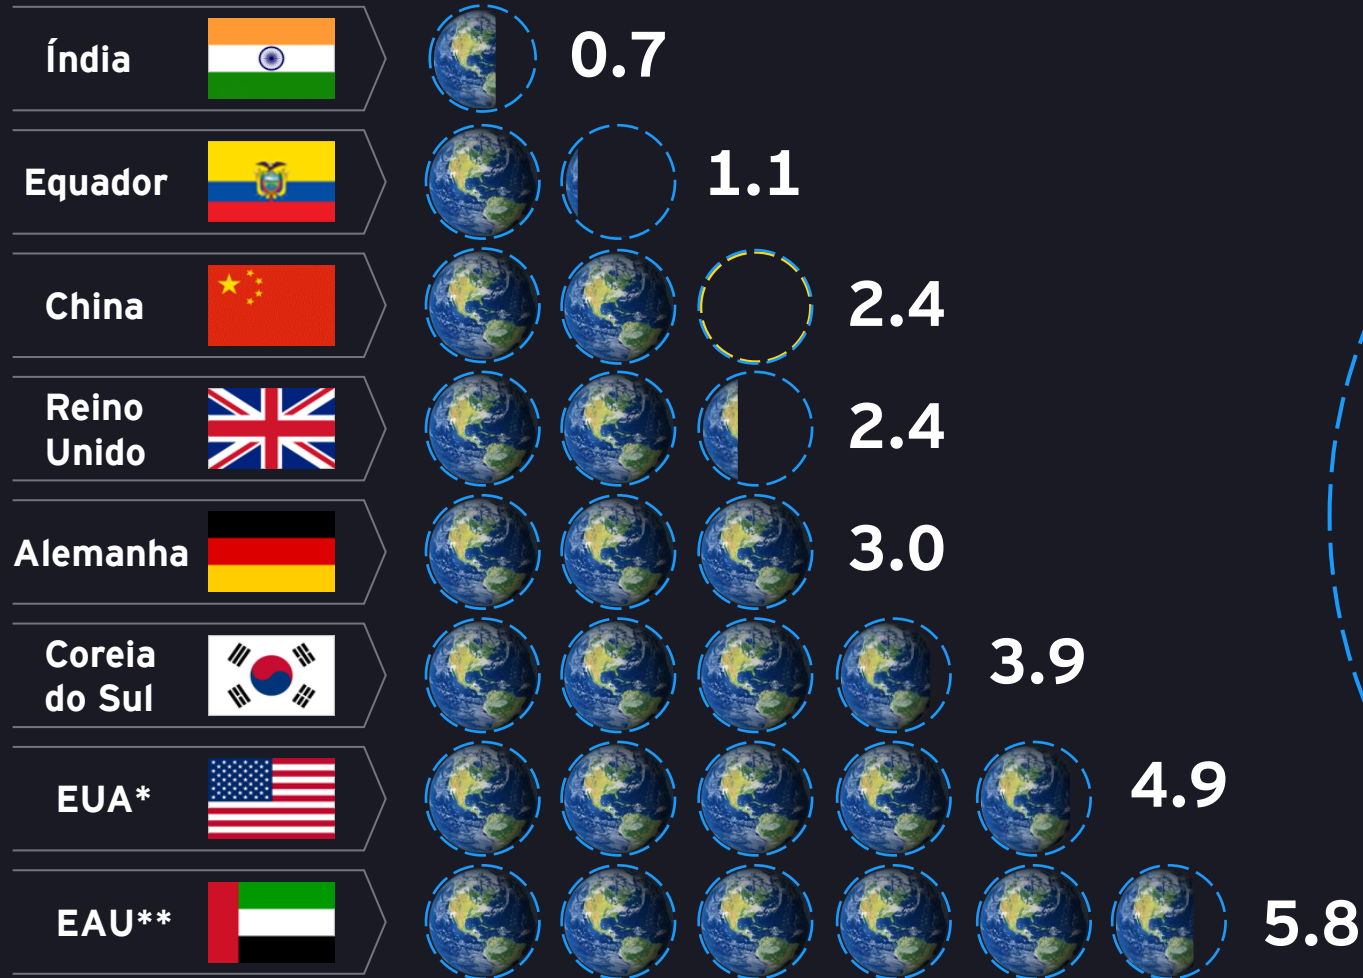 Índia
0.7
Equador
1.1
China
2.4
Reino
Unido
2.4
Alemanha
3.0
Coreia
do Sul
3.9
EUA*
4.9
EAU**
5.8